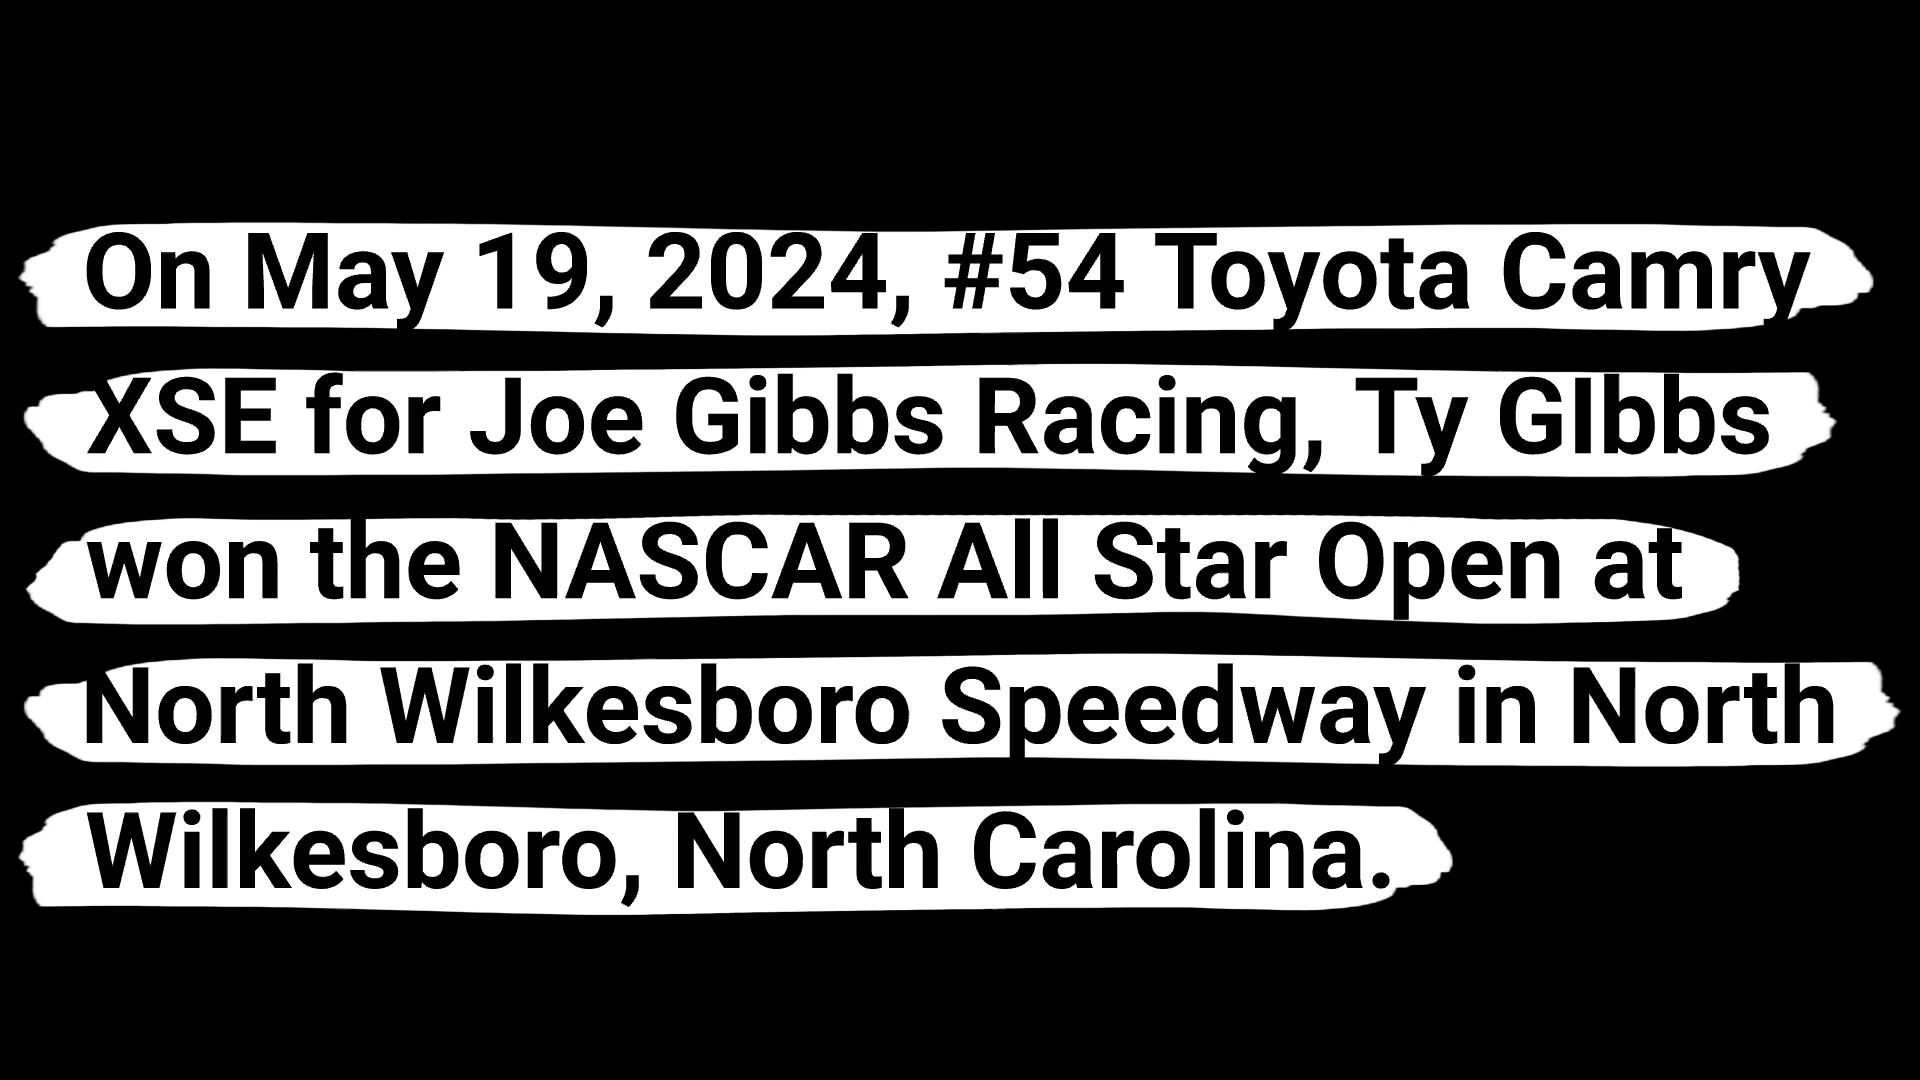 On May 19, 2024, #54 Toyota Camry
XSE for Joe Gibbs Racing, Ty GIbbs
won the NASCAR All Star Open at
North Wilkesboro Speedway in North
Wilkesboro, North Carolina.